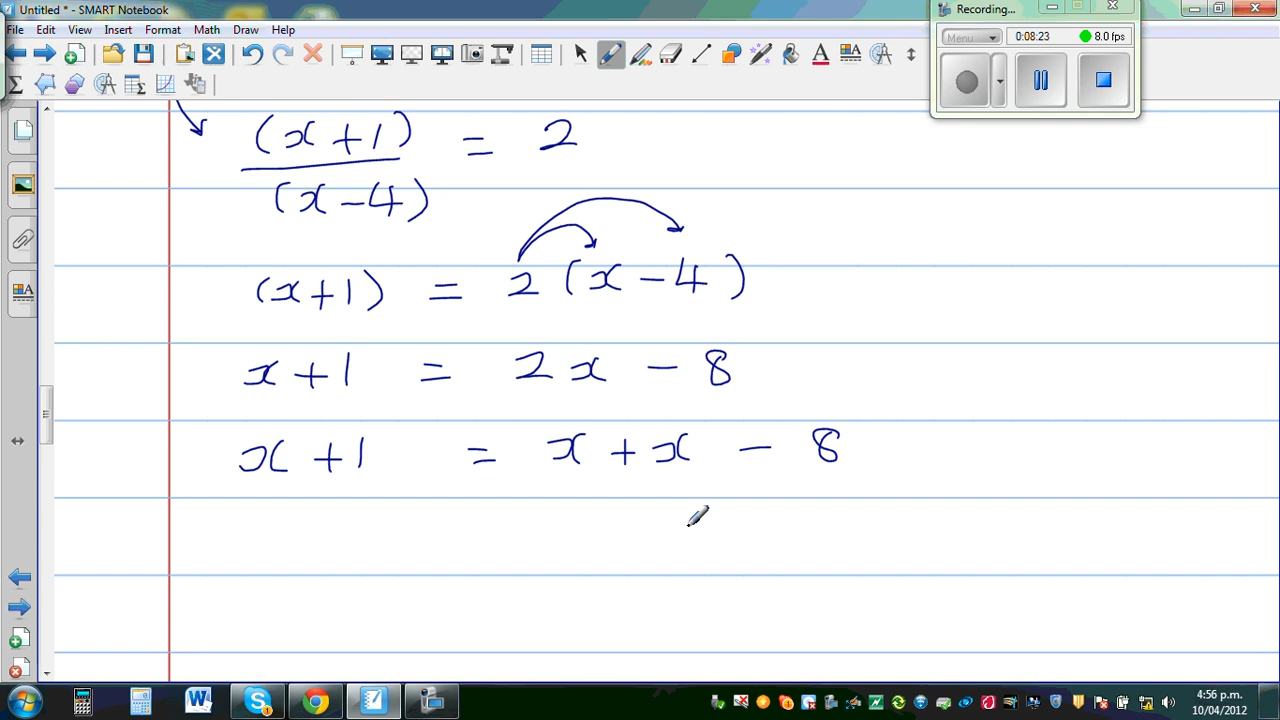 Untitled * - SMART Notebook
Recording...
File Edit View Insert Format Math Draw Help
Menu 0:08:23 8.0 fps
(x+1) = 2
(x-4)
(x+1) = 2(x-4)
x+1 = 2x - 8
x+1 = x+x - 8
4:56 p.m.
10/04/2012